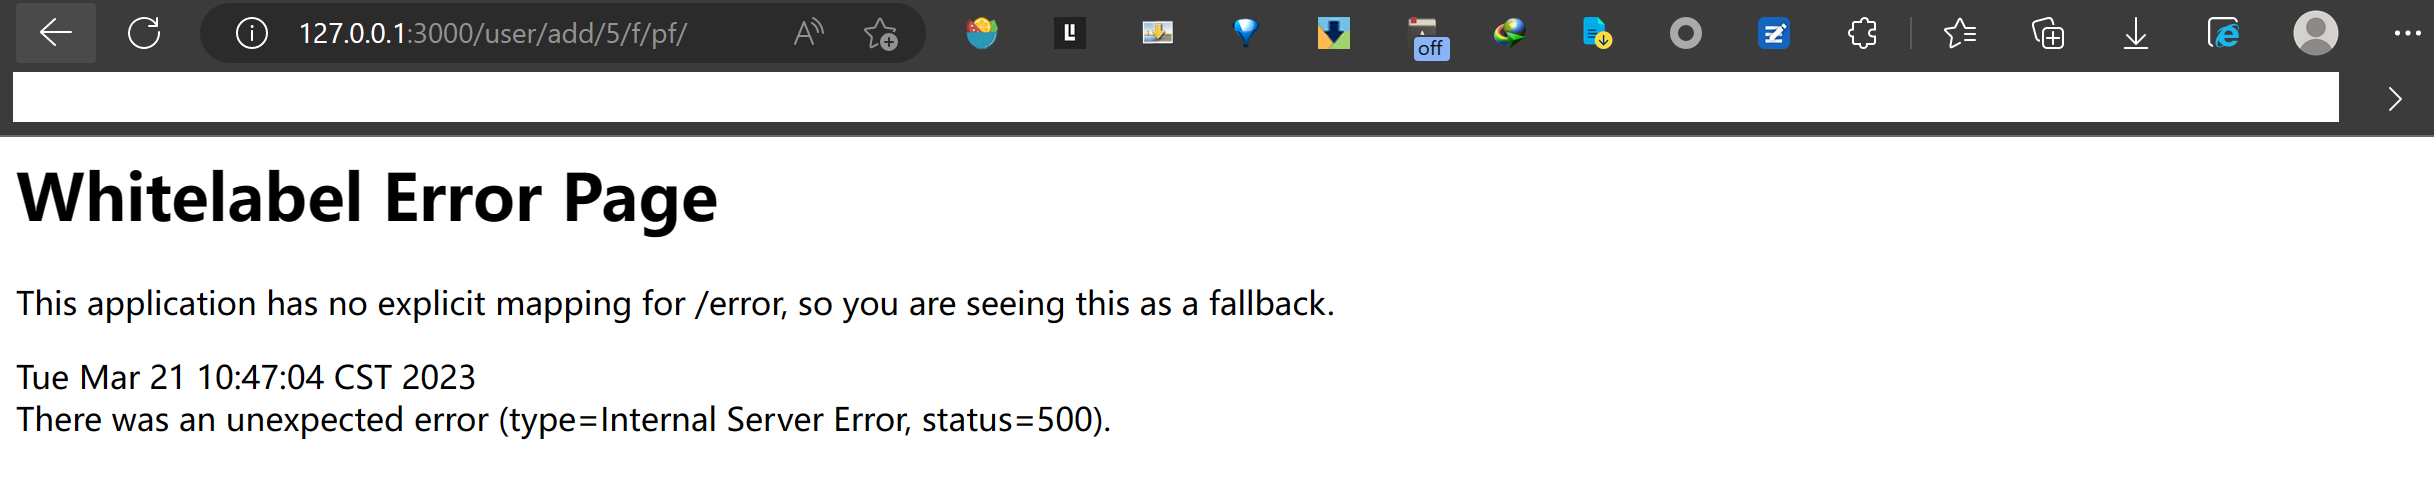 127.0.0.1:3000/user/add/5/f/pf/
off
Whitelabel Error Page
This application has no explicit mapping for /error, so you are seeing this as a fallback.
Tue Mar 21 10:47:04 CST 2023
There was an unexpected error (type=Internal Server Error, status=500).